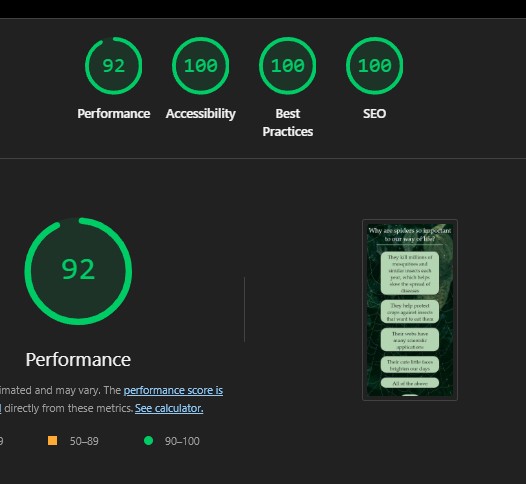 92
100
100
100
Performance
Accessibility
Best
Practices
SEO
92
Performance
imated and may vary. The performance score is
directly from these metrics. See calculator.
50–89
90–100
Why are spiders so important
to our way of life?
They kill millions of
mosquitoes and
similar insects each
year, which helps
slow the spread of
diseases
They help protect
crops against insects
that want to eat them
Their webs have
many scientific
applications
Their cute little faces
brighten our days
All of the above